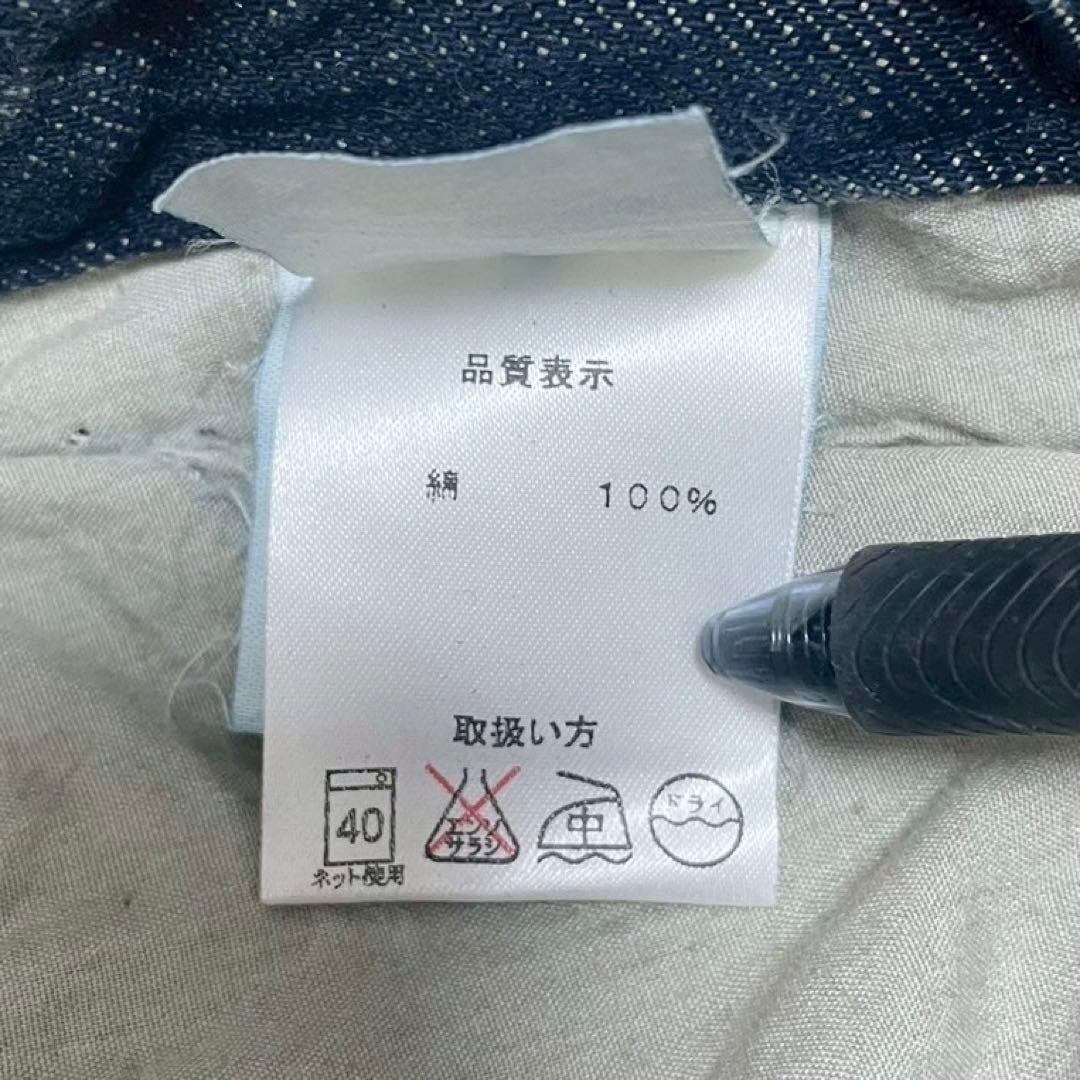 品質表示
綿 100%
取扱い方
40 エンソ サラシ 中 ドライ
ネット使用